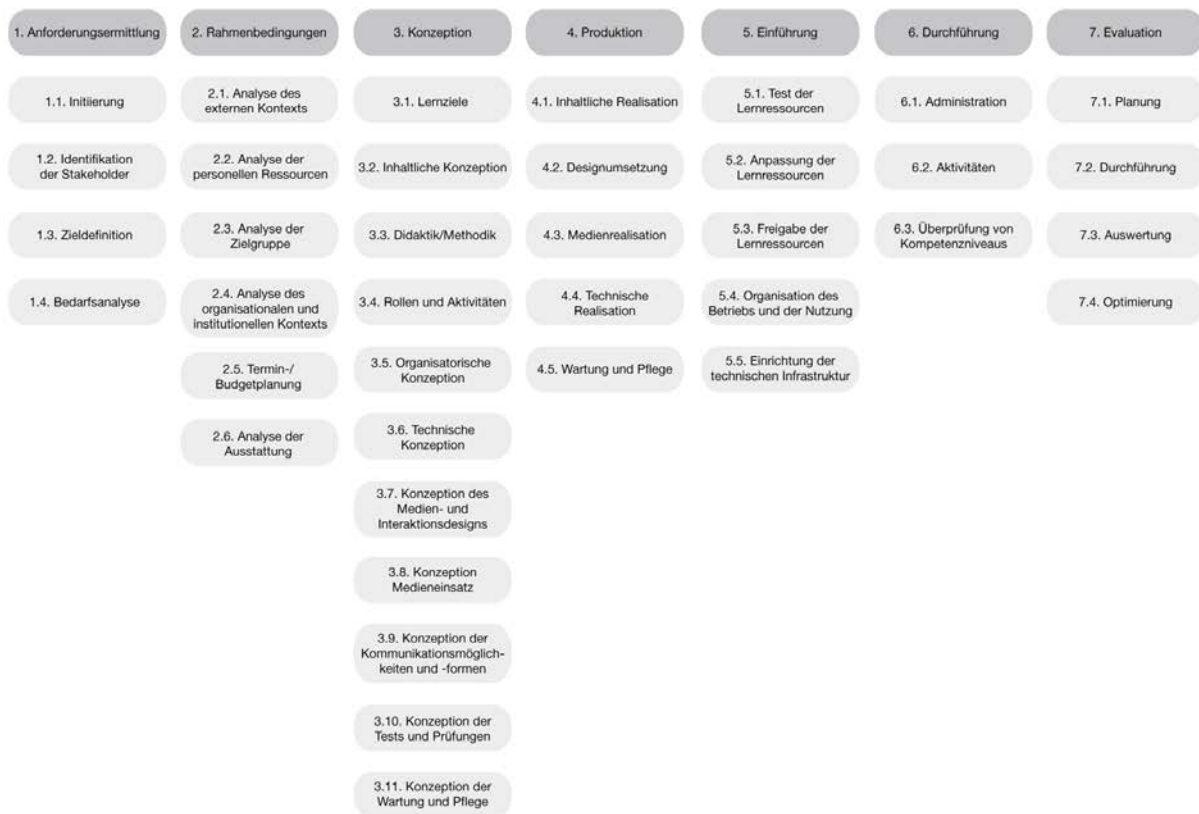 1. Anforderungsermittlung
1.1. Initiierung
1.2. Identifikation
der Stakeholder
1.3. Zieldefinition
1.4. Bedarfsanalyse
2. Rahmenbedingungen
2.1. Analyse des
externen Kontexts
2.2. Analyse der
personellen Ressourcen
2.3. Analyse der
Zielgruppe
2.4. Analyse des
organisationalen und
institutionellen Kontexts
2.5. Termin-/
Budgetplanung
2.6. Analyse der
Ausstattung
3. Konzeption
3.1. Lernziele
3.2. Inhaltliche Konzeption
3.3. Didaktik/Methodik
3.4. Rollen und Aktivitäten
3.5. Organisatorische
Konzeption
3.6. Technische
Konzeption
3.7. Konzeption des
Medien- und
Interaktionsdesigns
3.8. Konzeption
Medieneinsatz
3.9. Konzeption der
Kommunikationsmöglich-
keiten und -formen
3.10. Konzeption der
Tests und Prüfungen
3.11. Konzeption der
Wartung und Pflege
4. Produktion
4.1. Inhaltliche Realisation
4.2. Designumsetzung
4.3. Medienrealisation
4.4. Technische
Realisation
4.5. Wartung und Pflege
5. Einführung
5.1. Test der
Lernressourcen
5.2. Anpassung der
Lernressourcen
5.3. Freigabe der
Lernressourcen
5.4. Organisation des
Betriebs und der Nutzung
5.5. Einrichtung der
technischen Infrastruktur
6. Durchführung
6.1. Administration
6.2. Aktivitäten
6.3. Überprüfung von
Kompetenzniveaus
7. Evaluation
7.1. Planung
7.2. Durchführung
7.3. Auswertung
7.4. Optimierung